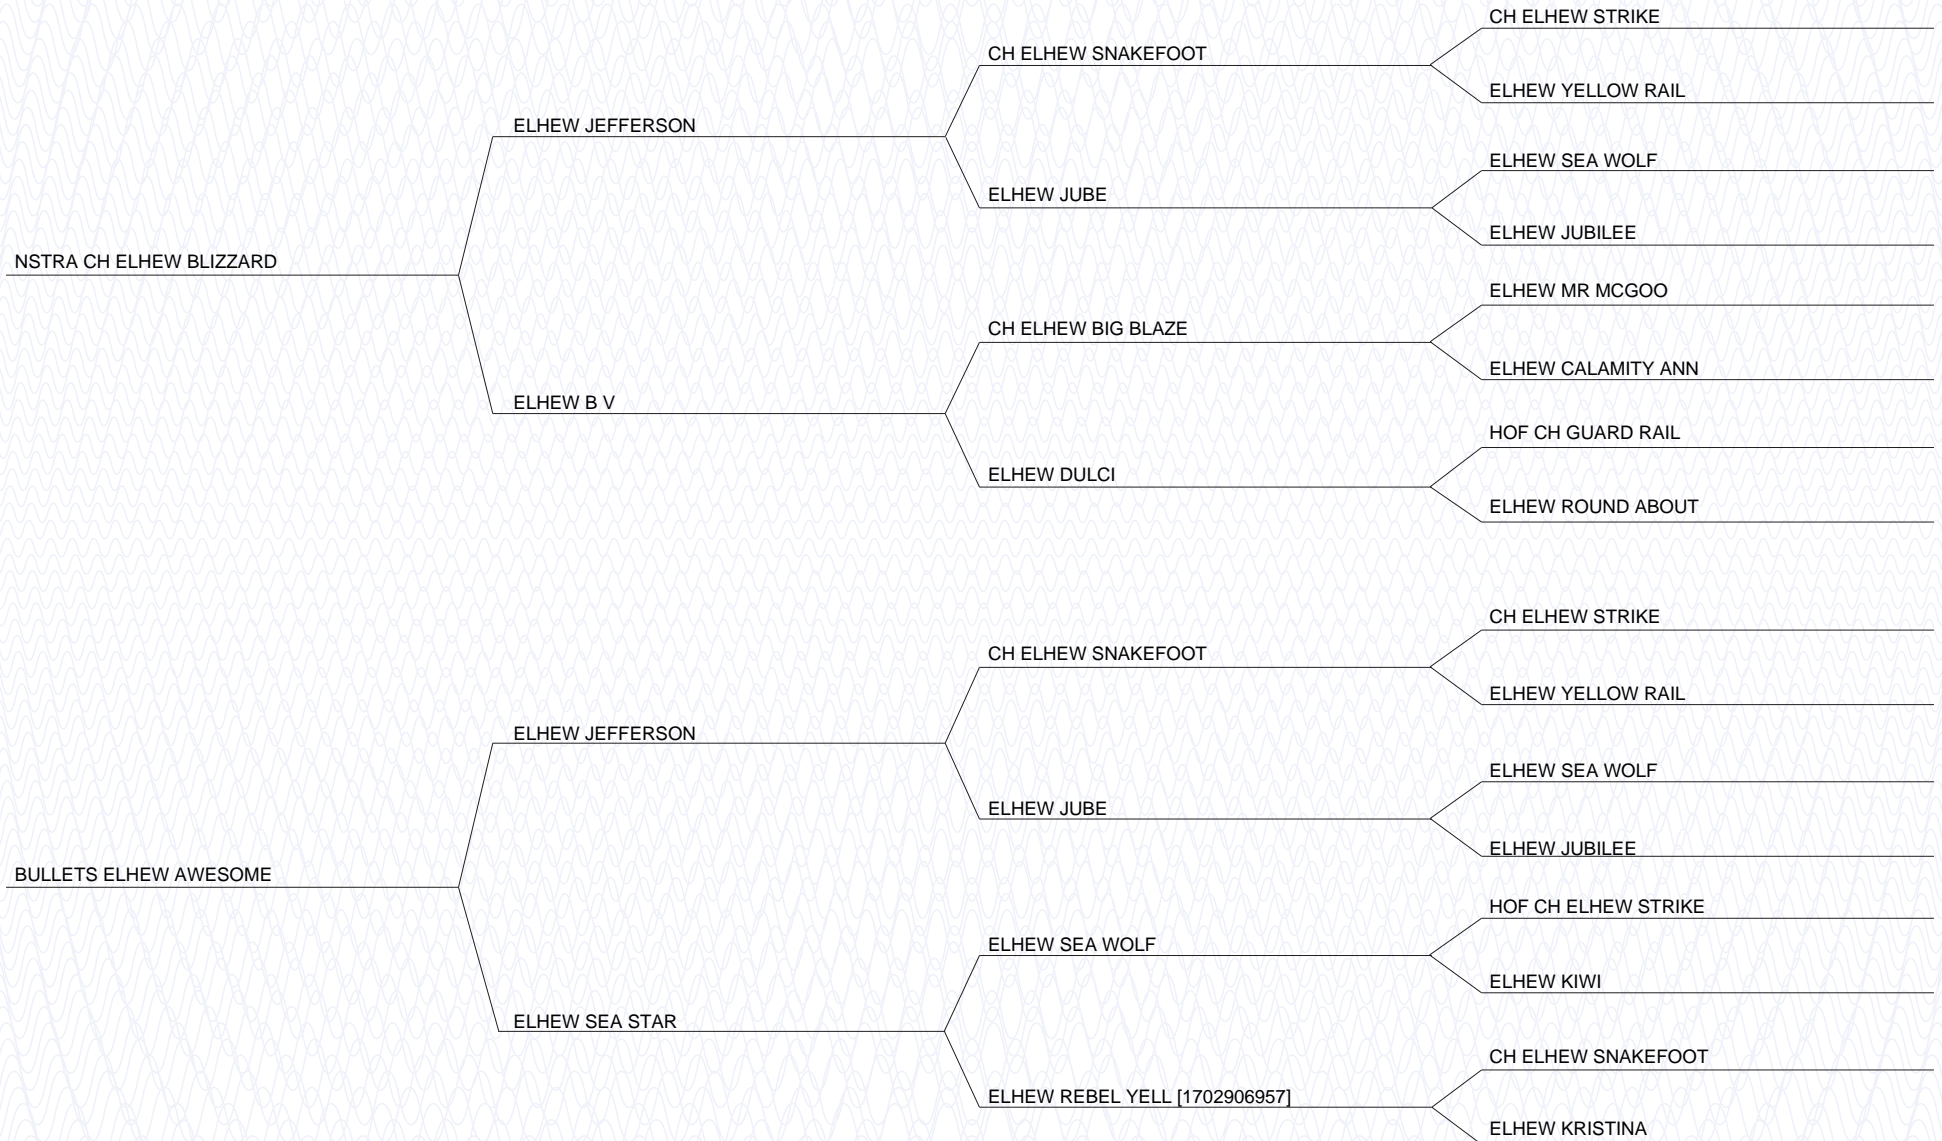 CH ELHEW STRIKE
CH ELHEW SNAKEFOOT
ELHEW YELLOW RAIL
ELHEW JEFFERSON
ELHEW SEA WOLF
ELHEW JUBE
ELHEW JUBILEE
NSTRA CH ELHEW BLIZZARD
ELHEW MR MCGOO
CH ELHEW BIG BLAZE
ELHEW CALAMITY ANN
ELHEW B V
HOF CH GUARD RAIL
ELHEW DULCI
ELHEW ROUND ABOUT
CH ELHEW STRIKE
CH ELHEW SNAKEFOOT
ELHEW YELLOW RAIL
ELHEW JEFFERSON
ELHEW SEA WOLF
ELHEW JUBE
ELHEW JUBILEE
BULLETS ELHEW AWESOME
HOF CH ELHEW STRIKE
ELHEW SEA WOLF
ELHEW KIWI
ELHEW SEA STAR
CH ELHEW SNAKEFOOT
ELHEW REBEL YELL [1702906957]
ELHEW KRISTINA